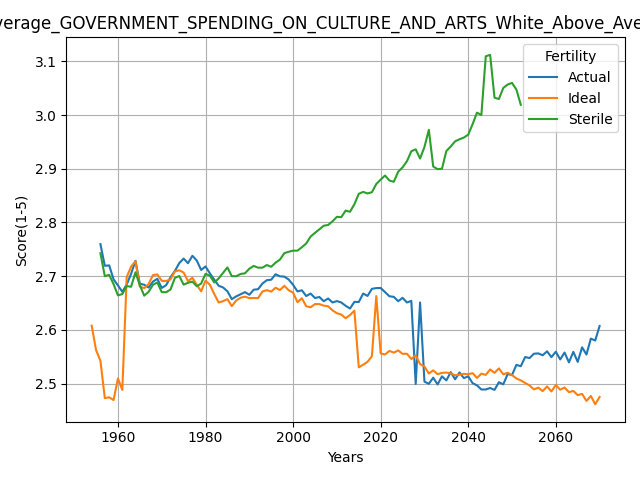 verage_GOVERNMENT_SPENDING_ON_CULTURE_AND_ARTS_White_Above_Ave
Fertility
Actual
Ideal
Sterile
Score(1-5)
3.1
3.0
2.9
2.8
2.7
2.6
2.5
1960 1980 2000 2020 2040 2060
Years